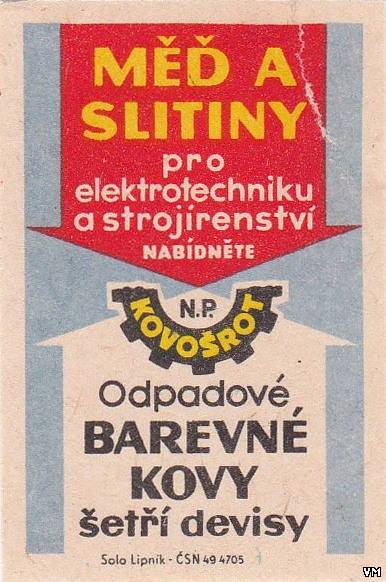 MĚĎ A
SLITINY
pro
elektrotechniku
a strojírenství
NABÍDNĚTE
N.P.
KOVOŠROT
Odpadové
BAREVNÉ
KOVY
šetří devisy
Solo Lipník - ČSN 49 4705
VM